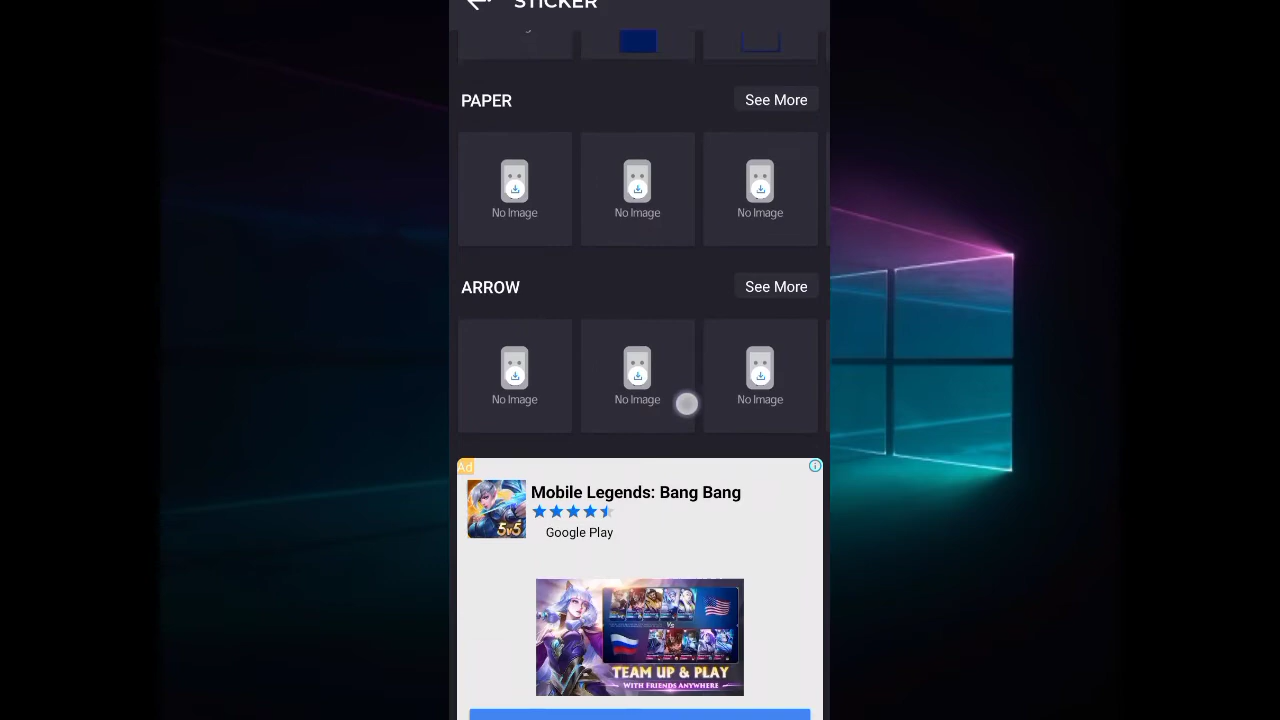 STICKER
PAPER
See More
No Image
No Image
No Image
ARROW
See More
No Image
No Image
No Image
Ad
Mobile Legends: Bang Bang
5v5
Google Play
Vs
TEAM UP & PLAY
WITH FRIENDS ANYWHERE